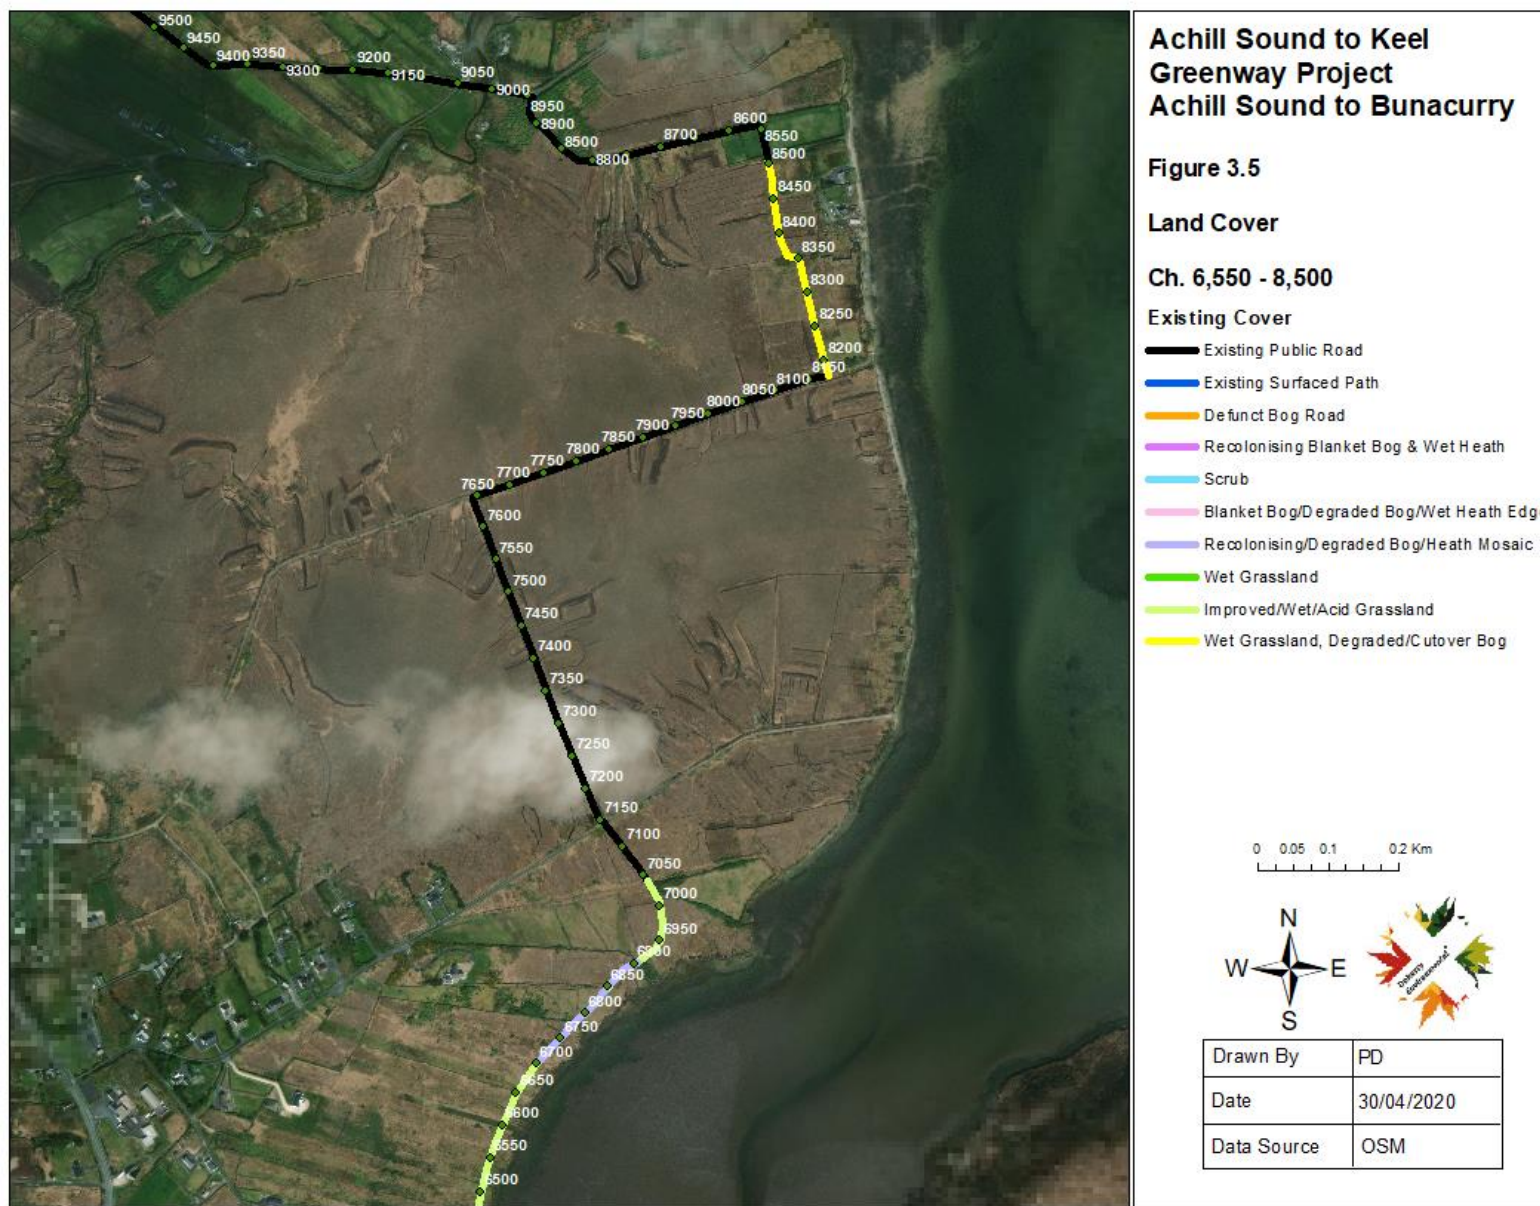 9500
9450
9400
9350
9300
9200
9150
9050
9000
8950
8900
8500
8800
8700
8600
8550
8500
8450
8400
8350
8300
8250
8200
8150
8100
8050
8000
7950
7900
7850
7800
7750
7700
7650
7600
7550
7500
7450
7400
7350
7300
7250
7200
7150
7100
7050
7000
6950
6850
6800
6750
6700
6650
6600
6550
6500
Achill Sound to Keel
Greenway Project
Achill Sound to Bunacurry
Figure 3.5
Land Cover
Ch. 6,550 - 8,500
Existing Cover
Existing Public Road
Existing Surfaced Path
Defunct Bog Road
Recolonising Blanket Bog & Wet Heath
Scrub
Blanket Bog/Degraded Bog/Wet Heath Edg
Recolonising/Degraded Bog/Heath Mosaic
Wet Grassland
Improved/Wet/Acid Grassland
Wet Grassland, Degraded/Cutover Bog
0 0.05 0.1 0.2 Km
N
W E
S
Drawn By PD
Date 30/04/2020
Data Source OSM